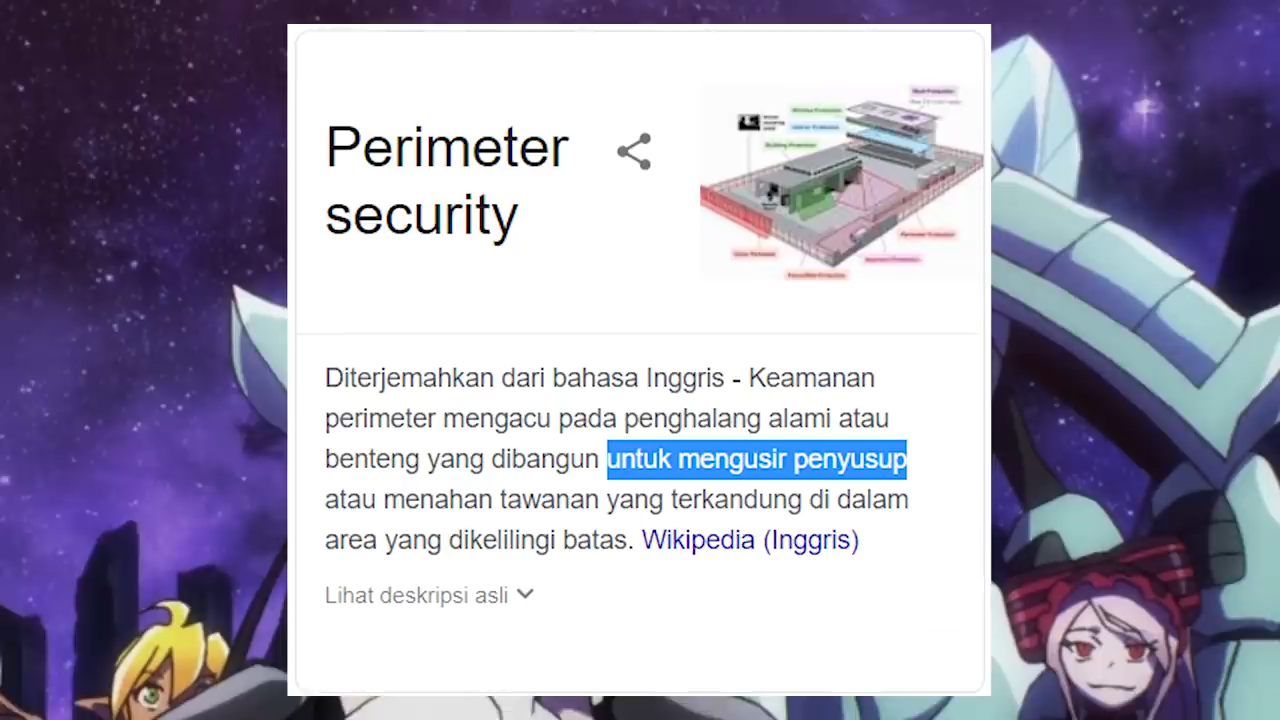 Perimeter
security
Diterjemahkan dari bahasa Inggris - Keamanan
perimeter mengacu pada penghalang alami atau
benteng yang dibangun untuk mengusir penyusup
atau menahan tawanan yang terkandung di dalam
area yang dikelilingi batas. Wikipedia (Inggris)
Lihat deskripsi asli